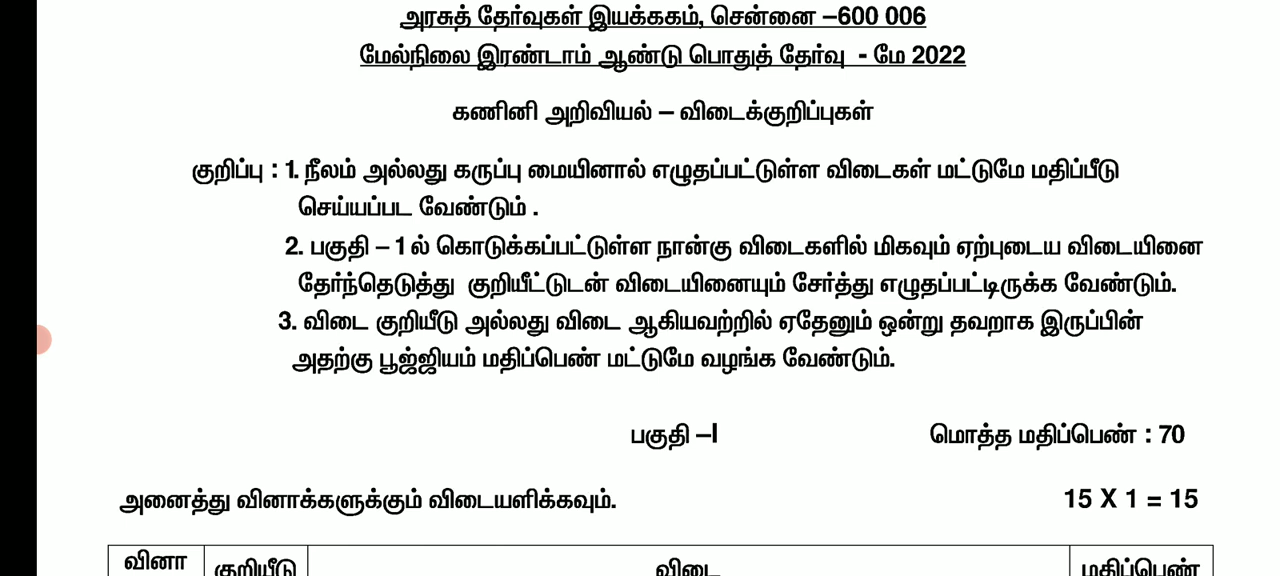 அரசுத் தேர்வுகள் இயக்ககம், சென்னை –600 006
மேல்நிலை இரண்டாம் ஆண்டு பொதுத் தேர்வு - மே 2022
கணினி அறிவியல் – விடைக்குறிப்புகள்
குறிப்பு : 1. நீலம் அல்லது கருப்பு மையினால் எழுதப்பட்டுள்ள விடைகள் மட்டுமே மதிப்பீடு
செய்யப்பட வேண்டும் .
2. பகுதி – 1 ல் கொடுக்கப்பட்டுள்ள நான்கு விடைகளில் மிகவும் ஏற்புடைய விடையினை
தேர்ந்தெடுத்து குறியீட்டுடன் விடையினையும் சேர்த்து எழுதப்பட்டிருக்க வேண்டும்.
3. விடை குறியீடு அல்லது விடை ஆகியவற்றில் ஏதேனும் ஒன்று தவறாக இருப்பின்
அதற்கு பூஜ்ஜியம் மதிப்பெண் மட்டுமே வழங்க வேண்டும்.
பகுதி –I மொத்த மதிப்பெண் : 70
அனைத்து வினாக்களுக்கும் விடையளிக்கவும். 15 X 1 = 15
வினா குறியீடு விடை மதிப்பெண்